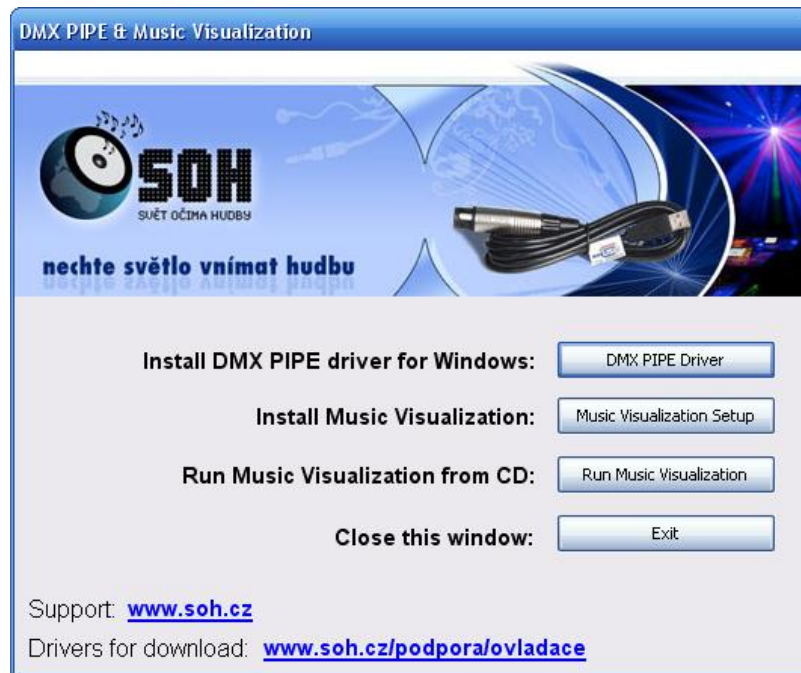 DMX PIPE & Music Visualization
SOH
SVĚT OČIMA HUDBY
nechte světlo vnímat hudbu
Install DMX PIPE driver for Windows: DMX PIPE Driver
Install Music Visualization: Music Visualization Setup
Run Music Visualization from CD: Run Music Visualization
Close this window: Exit
Support: www.soh.cz
Drivers for download: www.soh.cz/podpora/ovladace